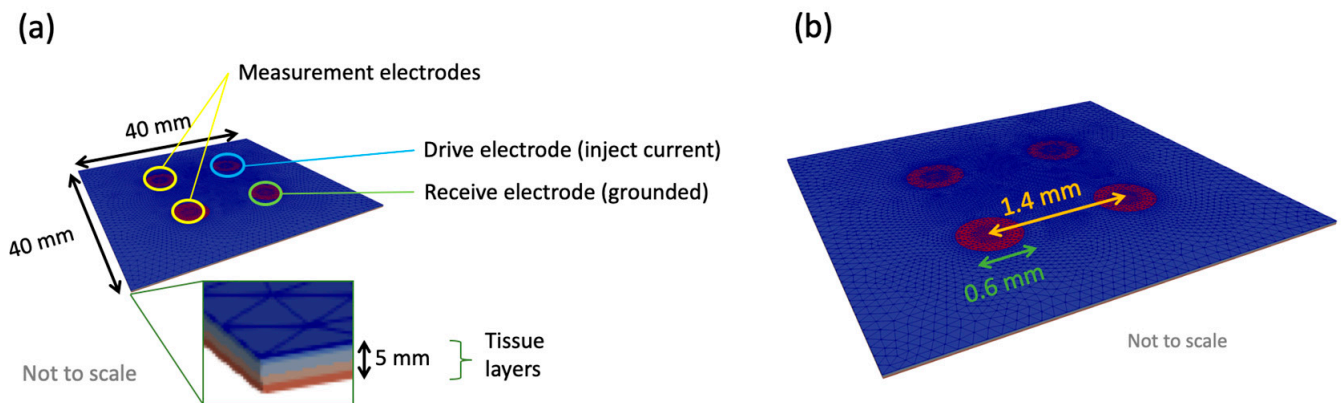 (a)
Measurement electrodes
40 mm
Drive electrode (inject current)
Receive electrode (grounded)
40 mm
5 mm
Tissue
layers
Not to scale
(b)
1.4 mm
0.6 mm
Not to scale